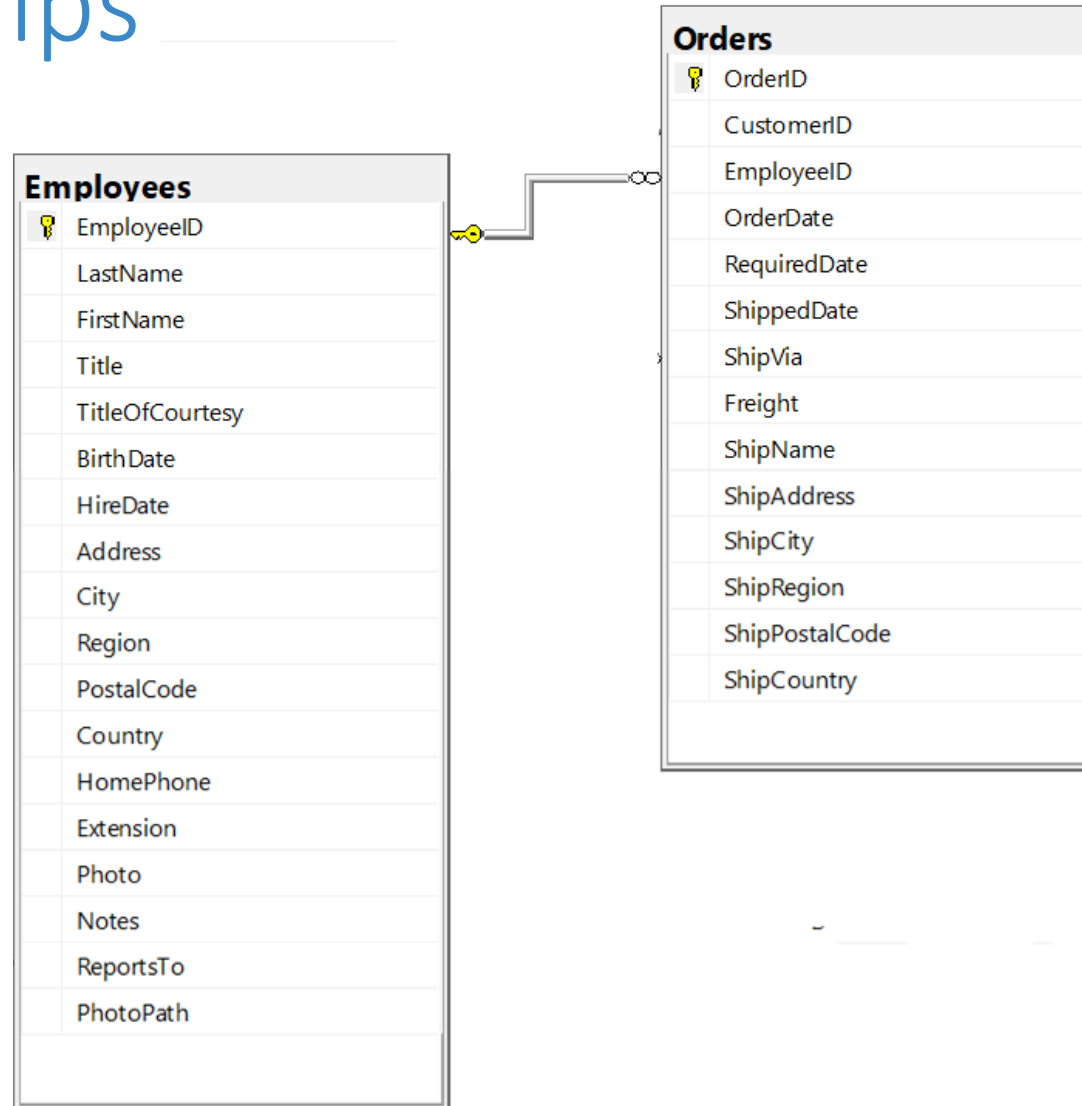 ips
Employees
EmployeeID
LastName
FirstName
Title
TitleOfCourtesy
BirthDate
HireDate
Address
City
Region
PostalCode
Country
HomePhone
Extension
Photo
Notes
ReportsTo
PhotoPath
Orders
OrderID
CustomerID
EmployeeID
OrderDate
RequiredDate
ShippedDate
ShipVia
Freight
ShipName
ShipAddress
ShipCity
ShipRegion
ShipPostalCode
ShipCountry